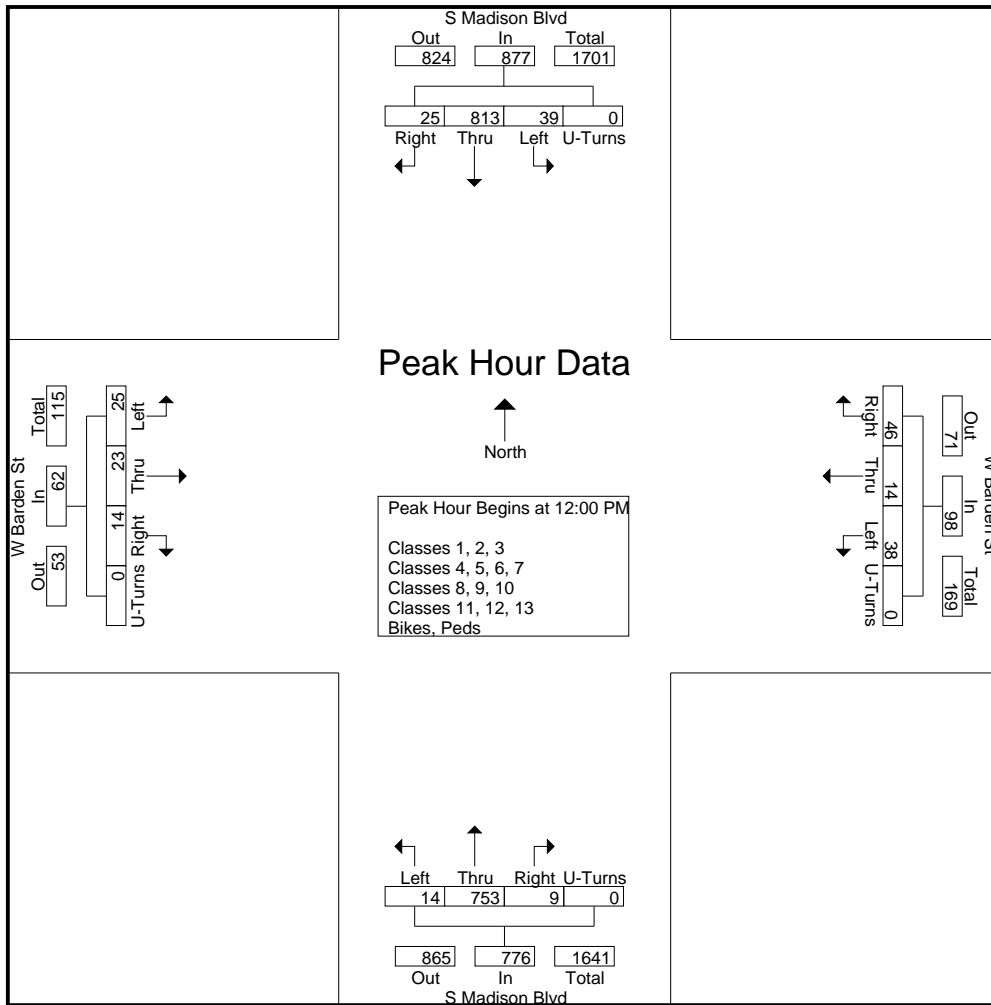 S Madison Blvd
Out In Total
824 877 1701
25 813 39 0
Right Thru Left U-Turns
Peak Hour Data
North
Peak Hour Begins at 12:00 PM
Classes 1, 2, 3
Classes 4, 5, 6, 7
Classes 8, 9, 10
Classes 11, 12, 13
Bikes, Peds
W Barden St
Out In Total
53 62 115
25 23 14 0
Left Thru Right U-Turns
W Barden St
Out In Total
71 98 169
46 14 38 0
Right Thru Left U-Turns
Left Thru Right U-Turns
14 753 9 0
865 776 1641
Out In Total
S Madison Blvd